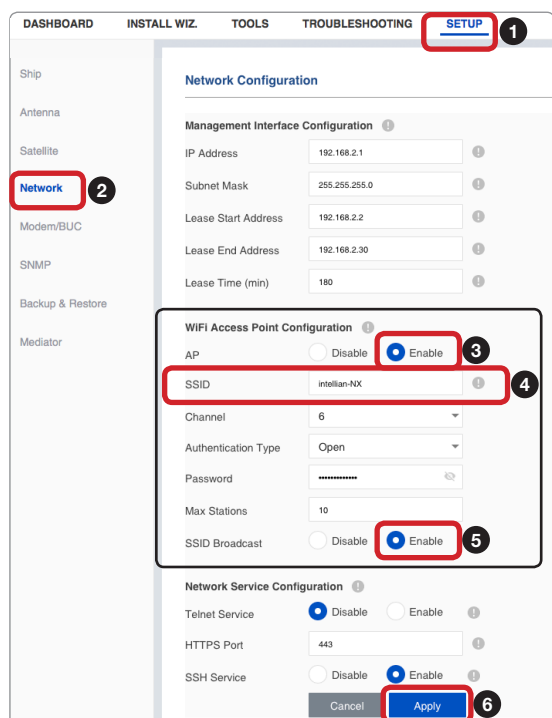 DASHBOARD INSTALL WIZ. TOOLS TROUBLESHOOTING SETUP 1
Ship
Antenna
Satellite
Network 2
Modem/BUC
SNMP
Backup & Restore
Mediator
Network Configuration
Management Interface Configuration !
IP Address 192.168.2.1 !
Subnet Mask 255.255.255.0 !
Lease Start Address 192.168.2.2 !
Lease End Address 192.168.2.30 !
Lease Time (min) 180 !
WiFi Access Point Configuration !
AP Disable Enable 3
SSID intellian-NX ! 4
Channel 6
Authentication Type Open
Password •••••••••••••
Max Stations 10
SSID Broadcast Disable Enable 5
Network Service Configuration !
Telnet Service Disable Enable !
HTTPS Port 443 !
SSH Service Disable Enable !
Cancel Apply 6